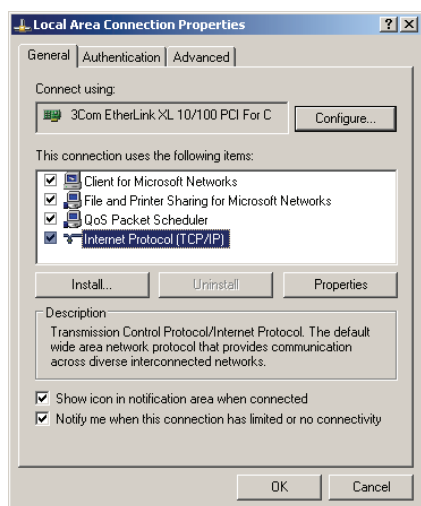 Local Area Connection Properties
General
Authentication
Advanced
Connect using:
3Com EtherLink XL 10/100 PCI For C
Configure...
This connection uses the following items:
Client for Microsoft Networks
File and Printer Sharing for Microsoft Networks
QoS Packet Scheduler
Internet Protocol (TCP/IP)
Install...
Uninstall
Properties
Description
Transmission Control Protocol/Internet Protocol. The default
wide area network protocol that provides communication
across diverse interconnected networks.
Show icon in notification area when connected
Notify me when this connection has limited or no connectivity
OK
Cancel